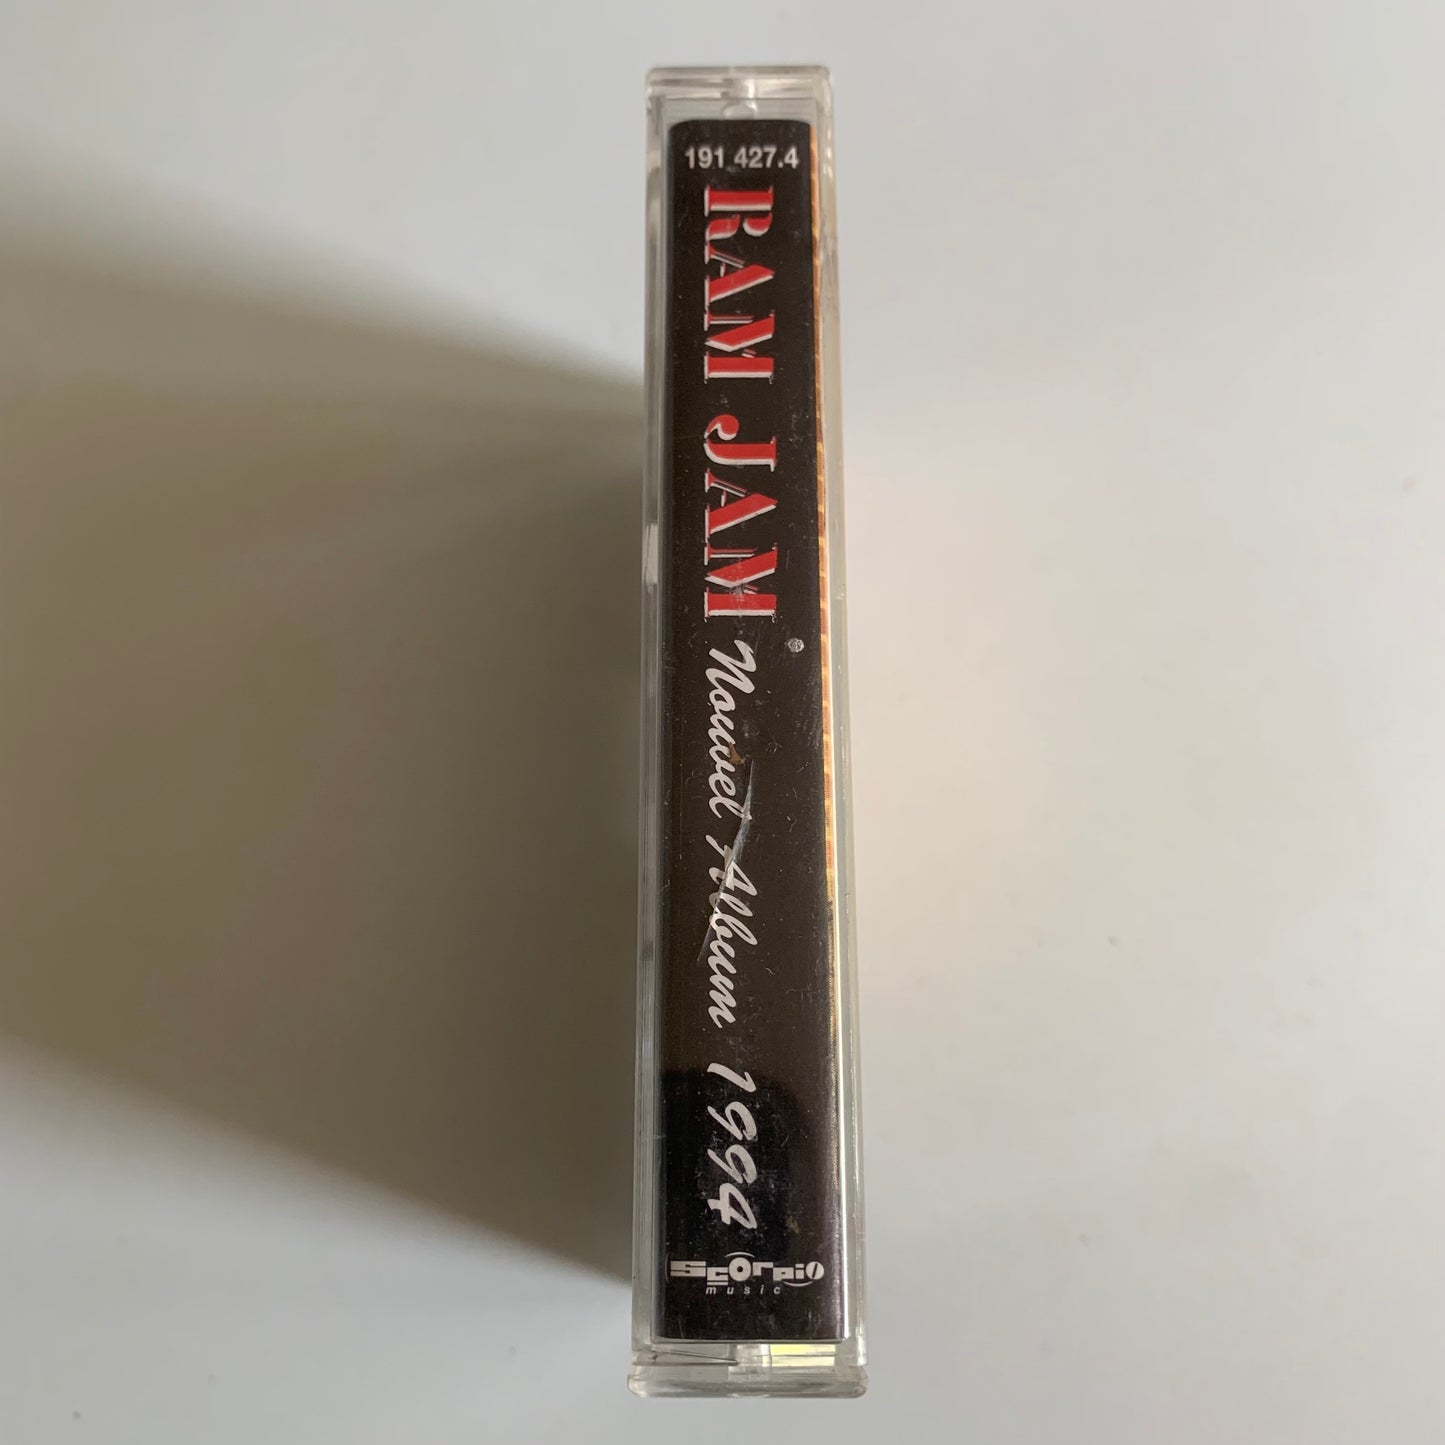 191 427.4
RAM JAM Nouvel Album 1994
scorpio
music